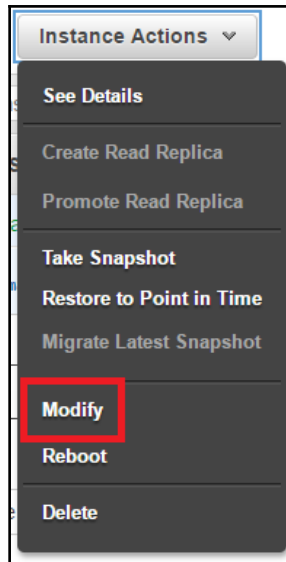 Instance Actions
See Details
Create Read Replica
Promote Read Replica
Take Snapshot
Restore to Point in Time
Migrate Latest Snapshot
Modify
Reboot
Delete